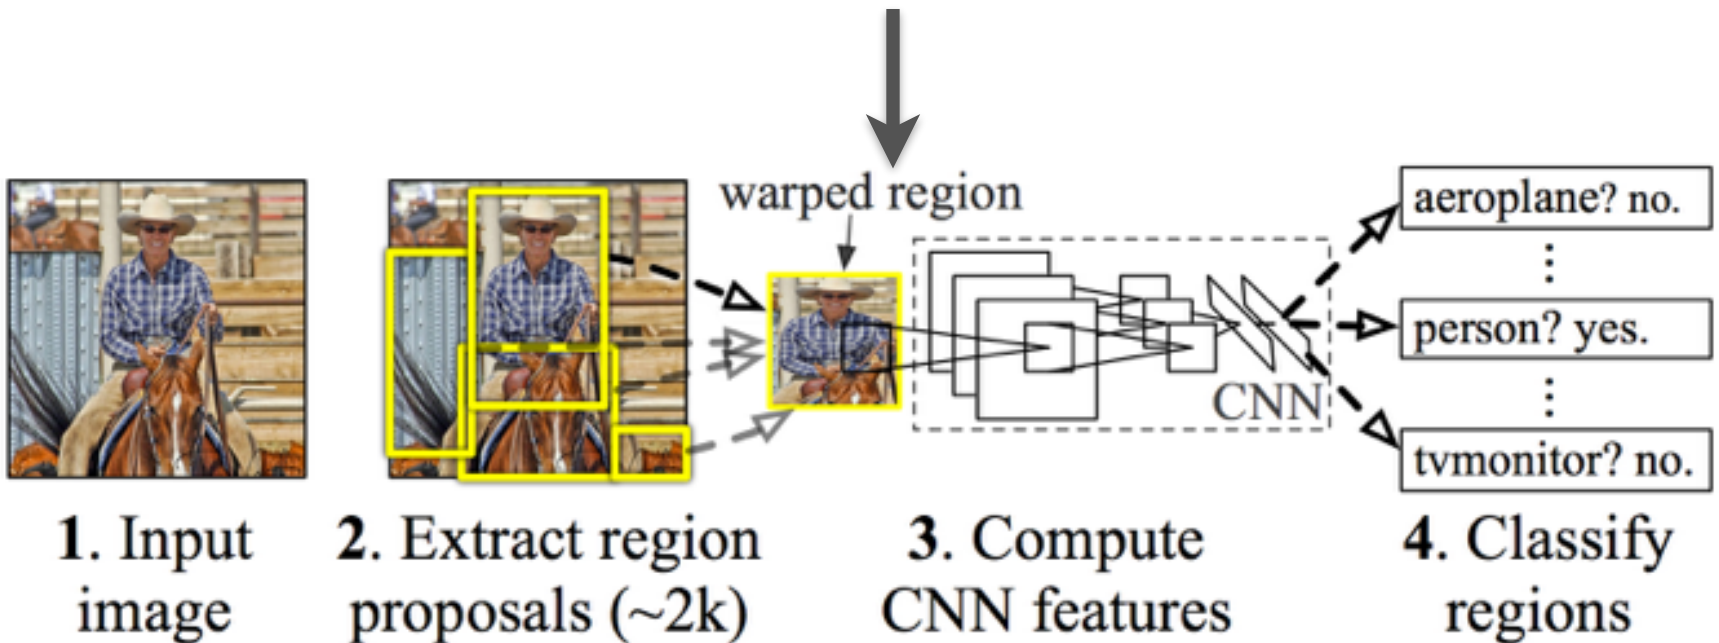 warped region
aeroplane? no.
person? yes.
CNN
tvmonitor? no.
1. Input
image
2. Extract region
proposals (~2k)
3. Compute
CNN features
4. Classify
regions